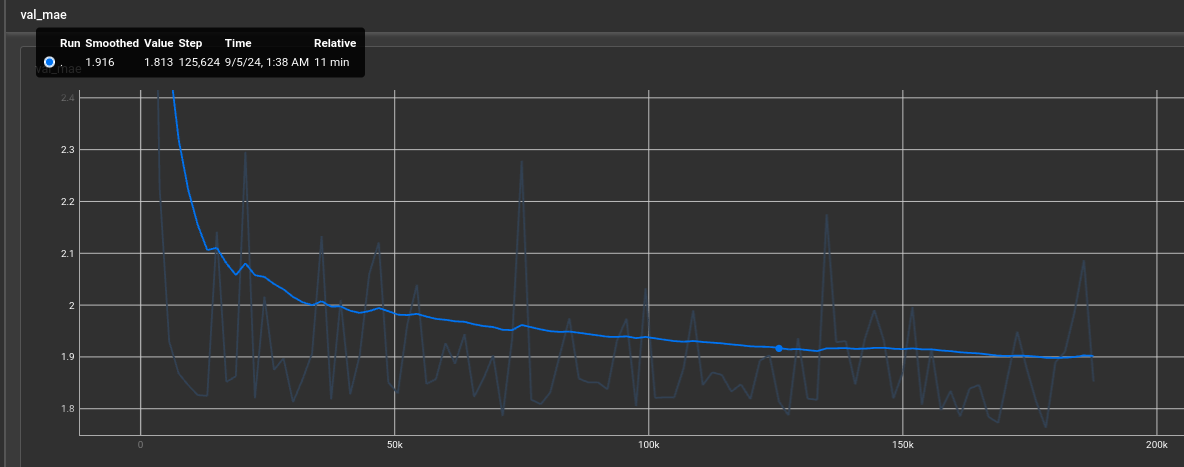 val_mae
Run Smoothed Value Step Time Relative
. 1.916 1.813 125,624 9/5/24, 1:38 AM 11 min
val_mae
2.4
2.3
2.2
2.1
2
1.9
1.8
0 50k 100k 150k 200k